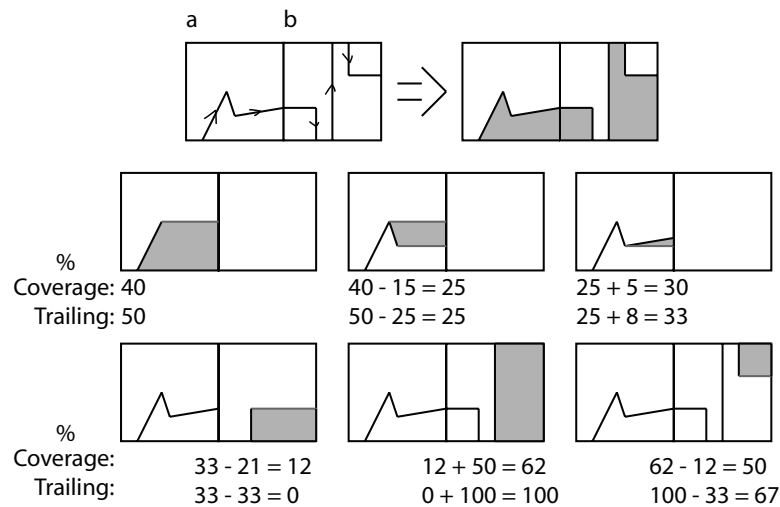 a b
%
Coverage: 40 40 - 15 = 25 25 + 5 = 30
Trailing: 50 50 - 25 = 25 25 + 8 = 33
%
Coverage: 33 - 21 = 12 12 + 50 = 62 62 - 12 = 50
Trailing: 33 - 33 = 0 0 + 100 = 100 100 - 33 = 67